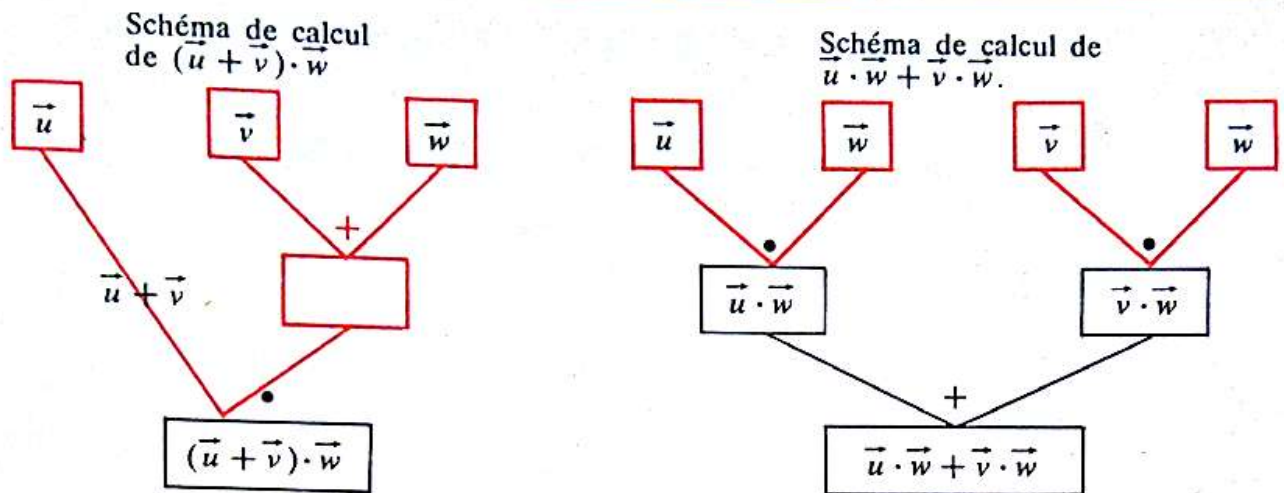 Schéma de calcul
de (u⃗ + v⃗)·w⃗
u⃗
v⃗
w⃗
+
u⃗ + v⃗
•
(u⃗ + v⃗)·w⃗
Schéma de calcul de
u⃗ · w⃗ + v⃗ · w⃗.
u⃗
w⃗
v⃗
w⃗
•
•
u⃗ · w⃗
v⃗ · w⃗
+
u⃗ · w⃗ + v⃗ · w⃗